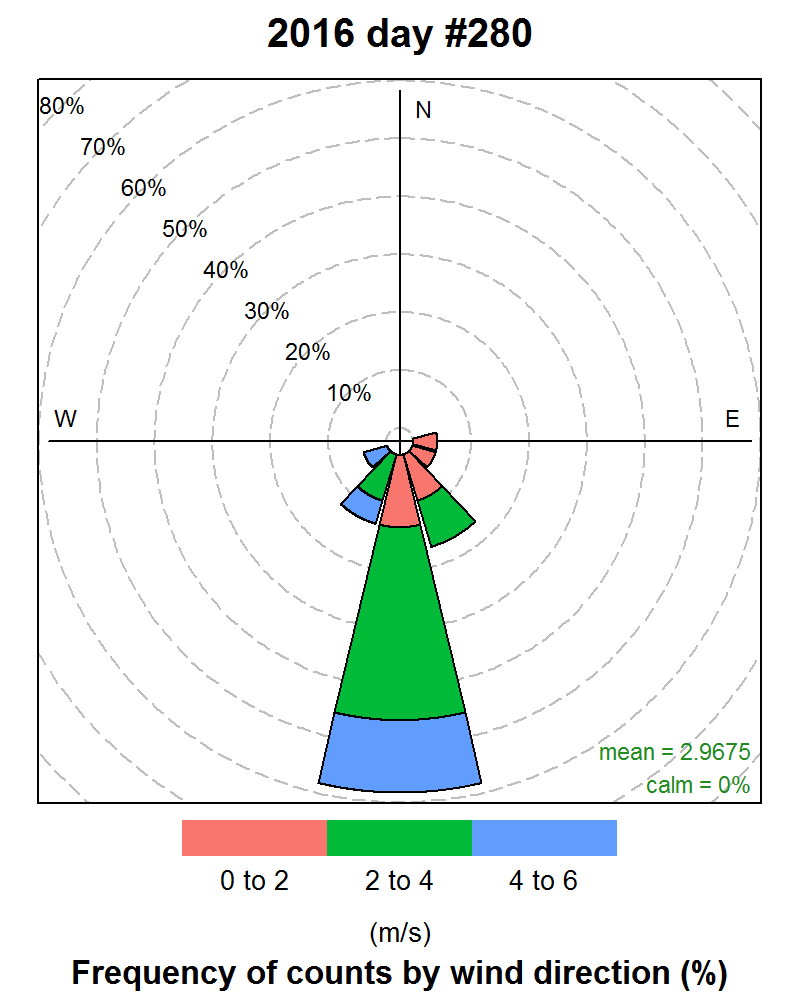 2016 day #280
80%
N
70%
60%
50%
40%
30%
20%
10%
W
E
mean = 2.9675
calm = 0%
0 to 2
2 to 4
4 to 6
(m/s)
Frequency of counts by wind direction (%)